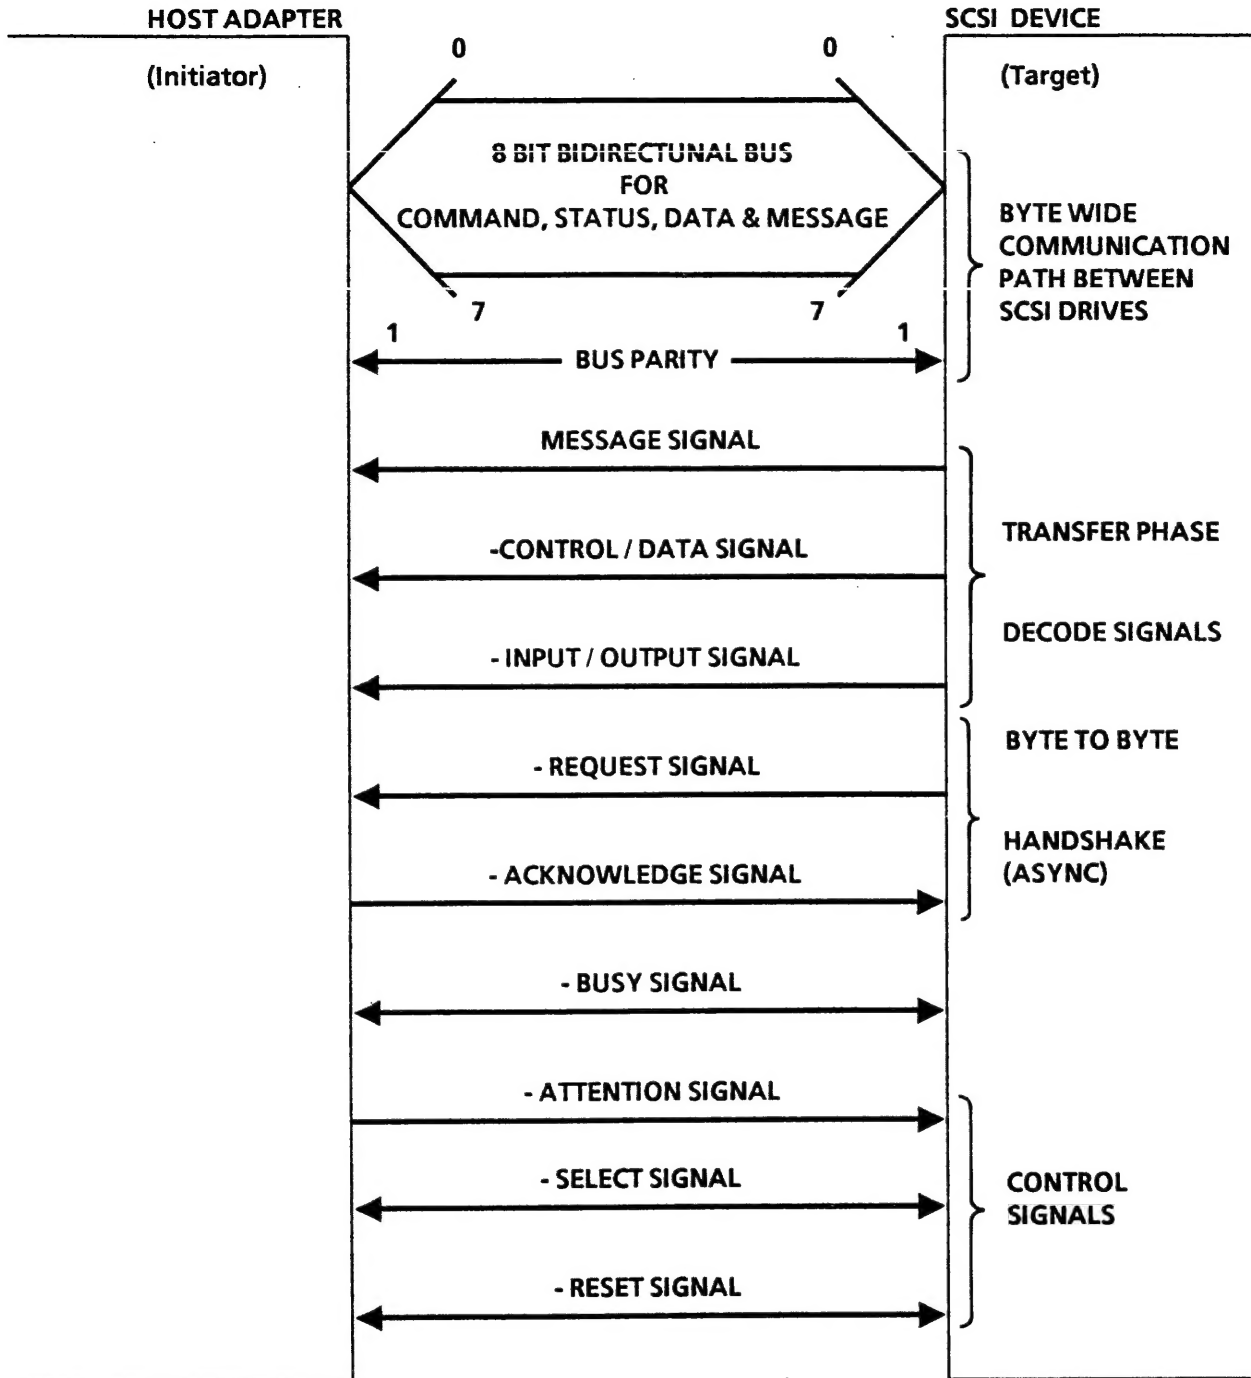 HOST ADAPTER
SCSI DEVICE
(Initiator)
0
0
(Target)
8 BIT BIDIRECTUNAL BUS
FOR
COMMAND, STATUS, DATA & MESSAGE
BYTE WIDE
COMMUNICATION
PATH BETWEEN
SCSI DRIVES
7
7
1
1
BUS PARITY
MESSAGE SIGNAL
TRANSFER PHASE
-CONTROL / DATA SIGNAL
DECODE SIGNALS
- INPUT / OUTPUT SIGNAL
BYTE TO BYTE
- REQUEST SIGNAL
HANDSHAKE
(ASYNC)
- ACKNOWLEDGE SIGNAL
- BUSY SIGNAL
- ATTENTION SIGNAL
- SELECT SIGNAL
CONTROL
SIGNALS
- RESET SIGNAL